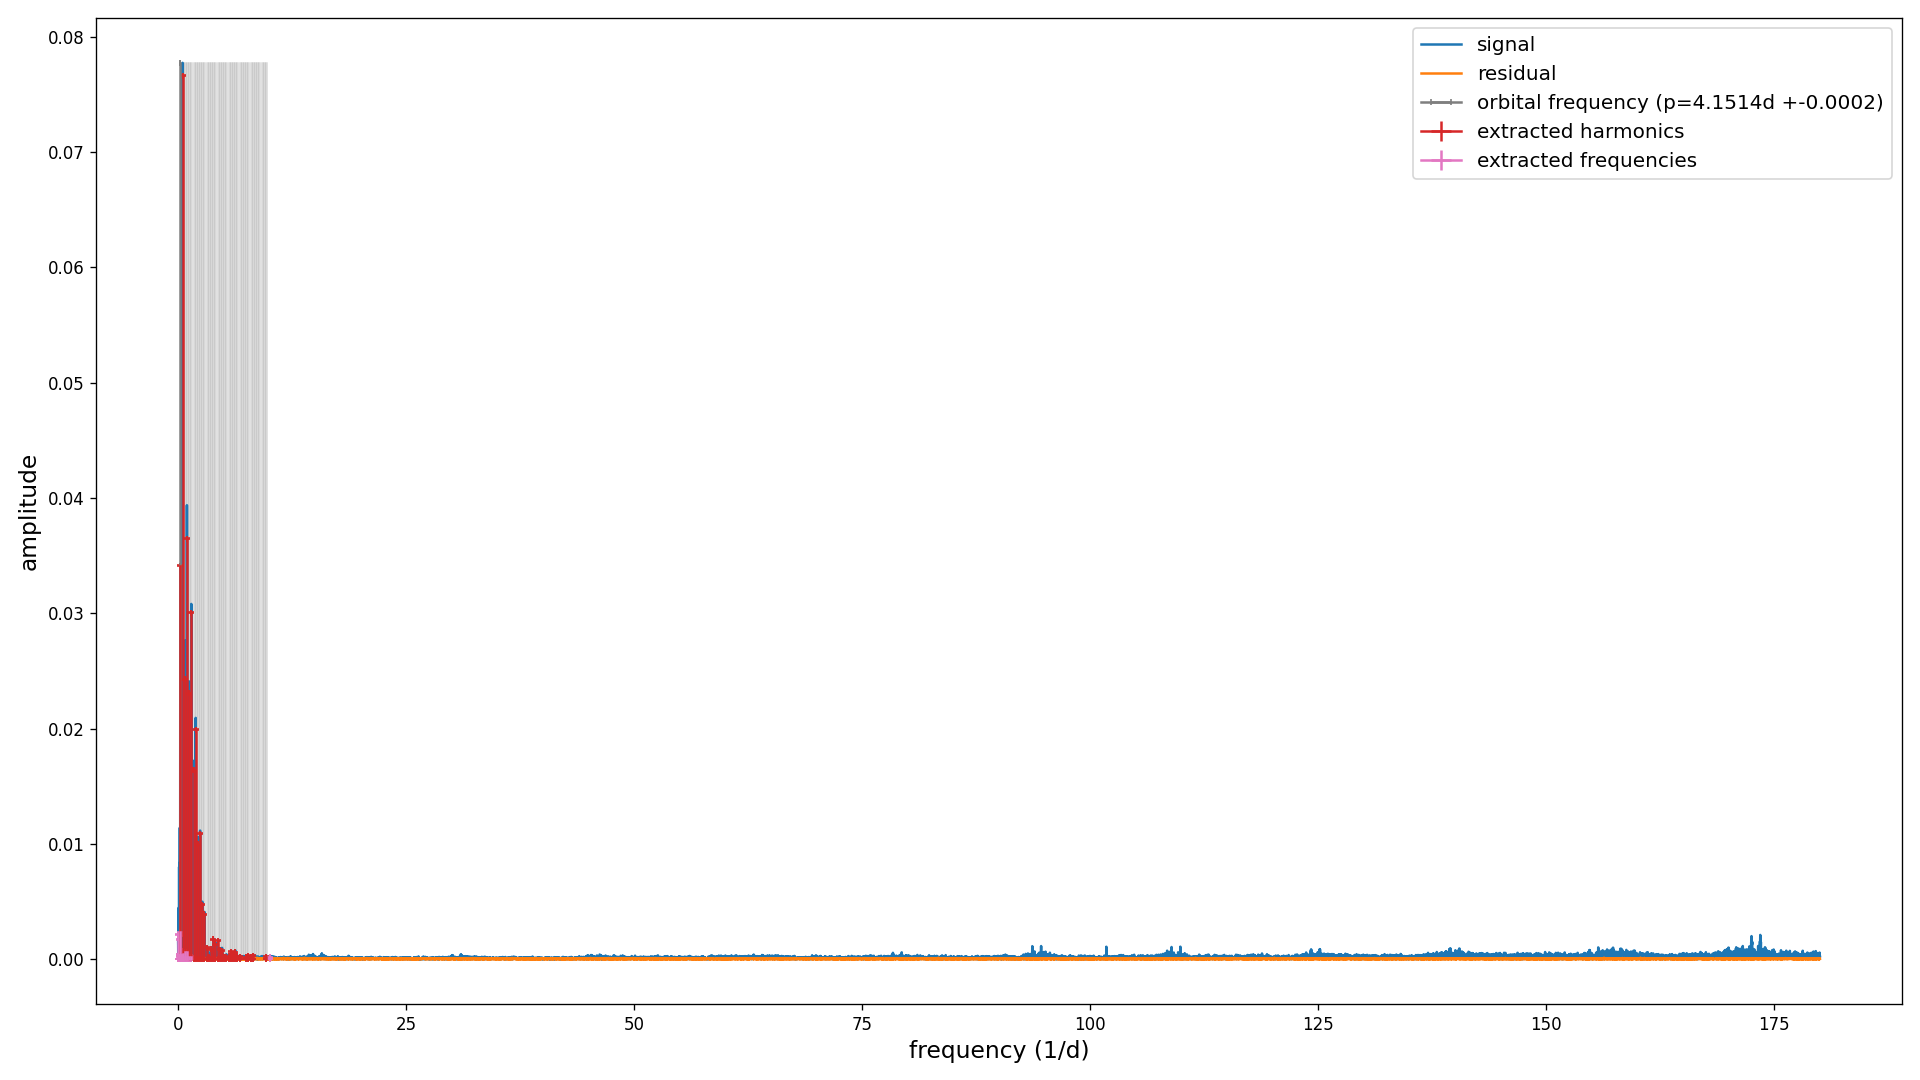 0.08
0.07
0.06
0.05
0.04
0.03
0.02
0.01
0.00
amplitude
0 25 50 75 100 125 150 175
frequency (1/d)
signal
residual
orbital frequency (p=4.1514d +-0.0002)
extracted harmonics
extracted frequencies